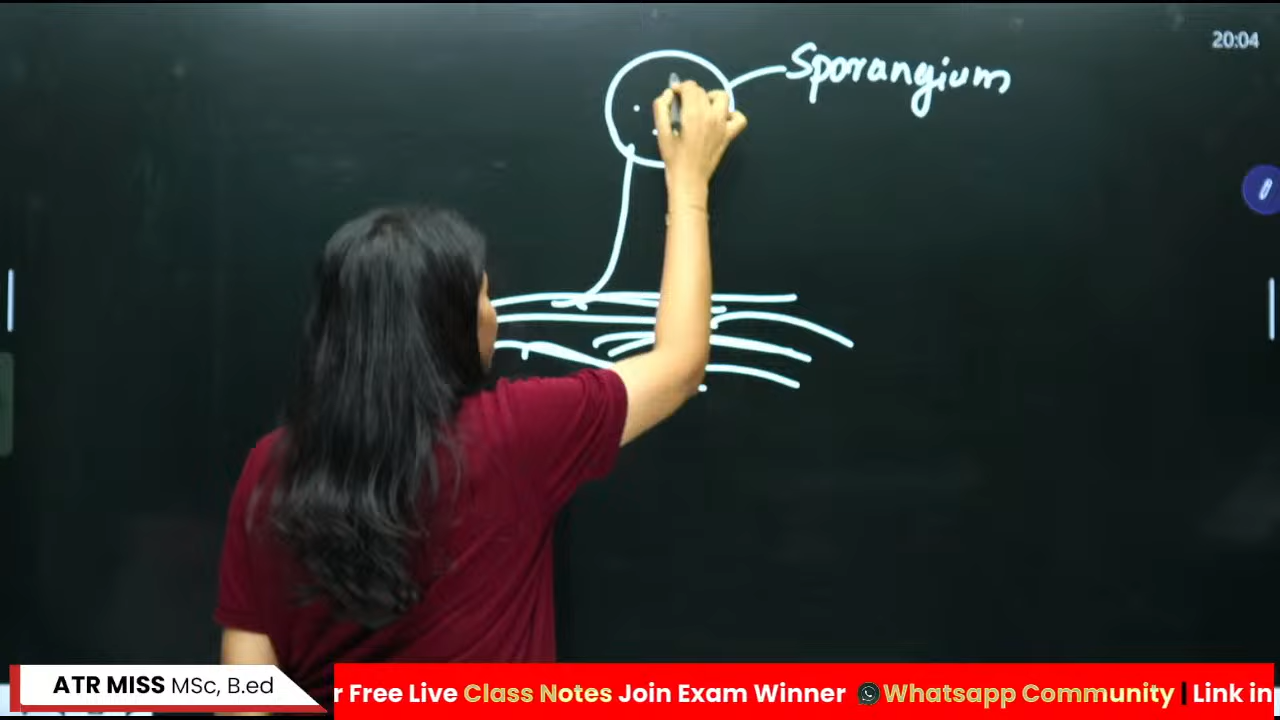 20:04
Sporangium
ATR MISS MSc, B.ed
r Free Live Class Notes Join Exam Winner Whatsapp Community | Link in